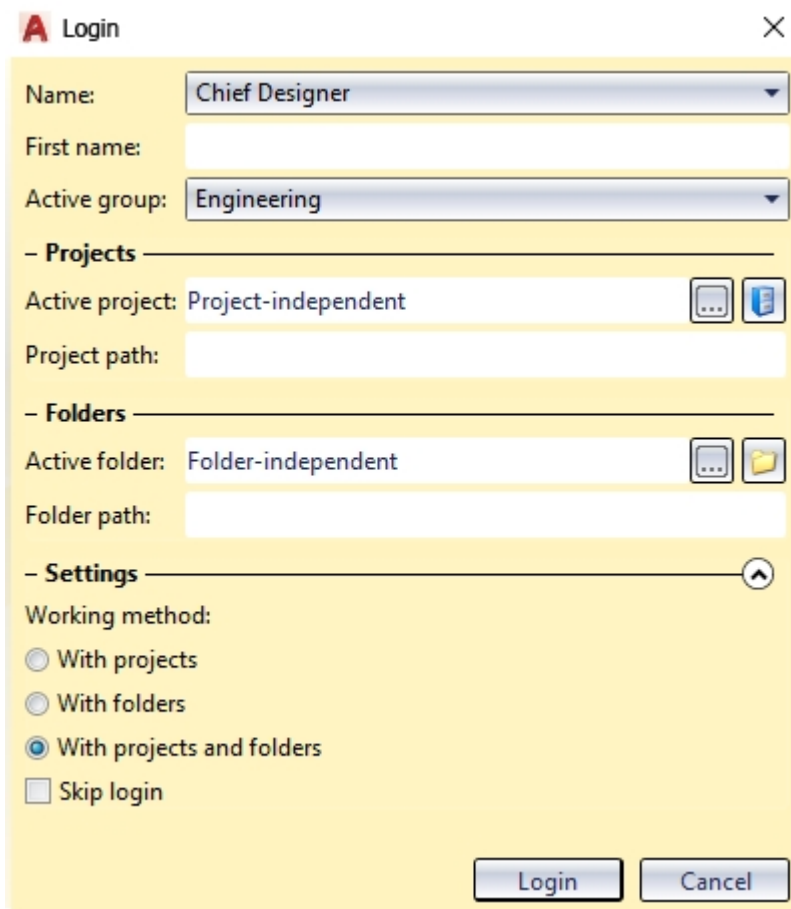 Login
Name: Chief Designer
First name:
Active group: Engineering
– Projects
Active project: Project-independent ...
Project path:
– Folders
Active folder: Folder-independent ...
Folder path:
– Settings
Working method:
With projects
With folders
With projects and folders
Skip login
Login Cancel